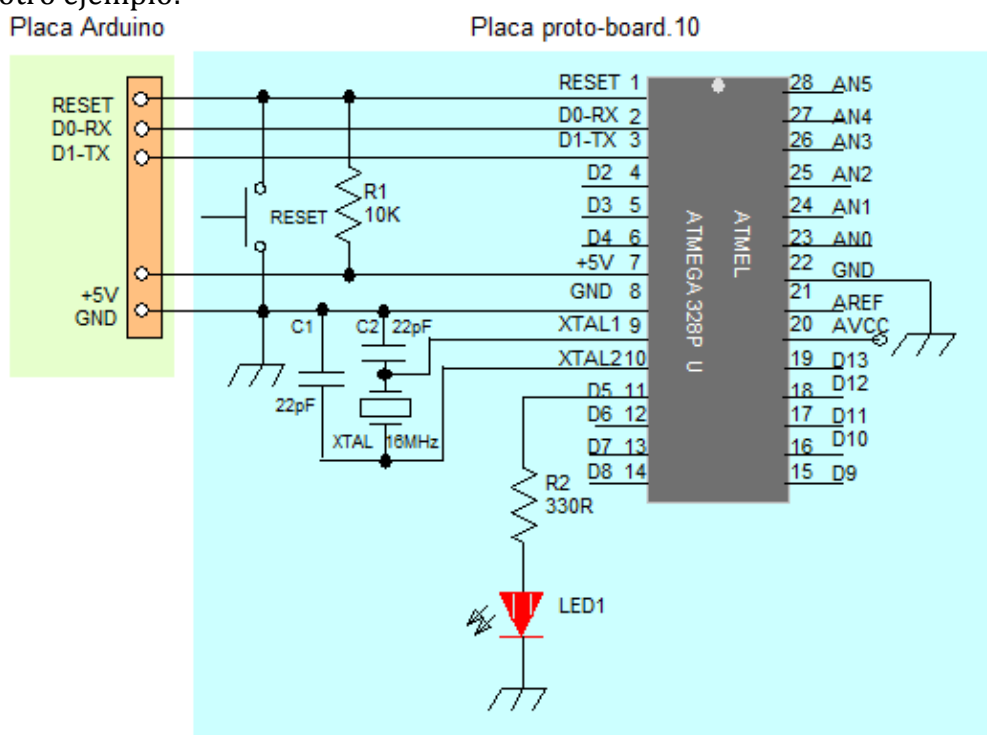 otro ejemplo:
Placa Arduino
Placa proto-board.10
RESET
D0-RX
D1-TX
+5V
GND
RESET
R1
10K
C1
22pF
C2 22pF
XTAL 16MHz
R2
330R
LED1
RESET 1
D0-RX 2
D1-TX 3
D2 4
D3 5
D4 6
+5V 7
GND 8
XTAL1 9
XTAL2 10
D5 11
D6 12
D7 13
D8 14
ATMEL
ATMEGA 328P U
28 AN5
27 AN4
26 AN3
25 AN2
24 AN1
23 AN0
22 GND
21 AREF
20 AVCC
19 D13
18 D12
17 D11
16 D10
15 D9